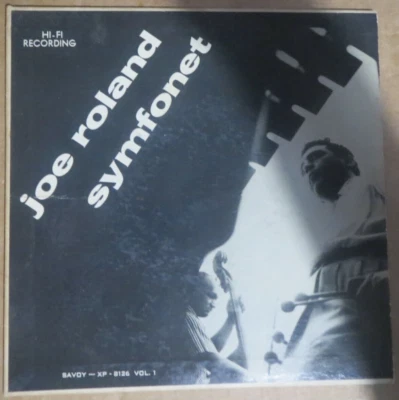 HI-FI
RECORDING
joe roland
symfonet
SAVOY — XP - 8136 VOL. 1